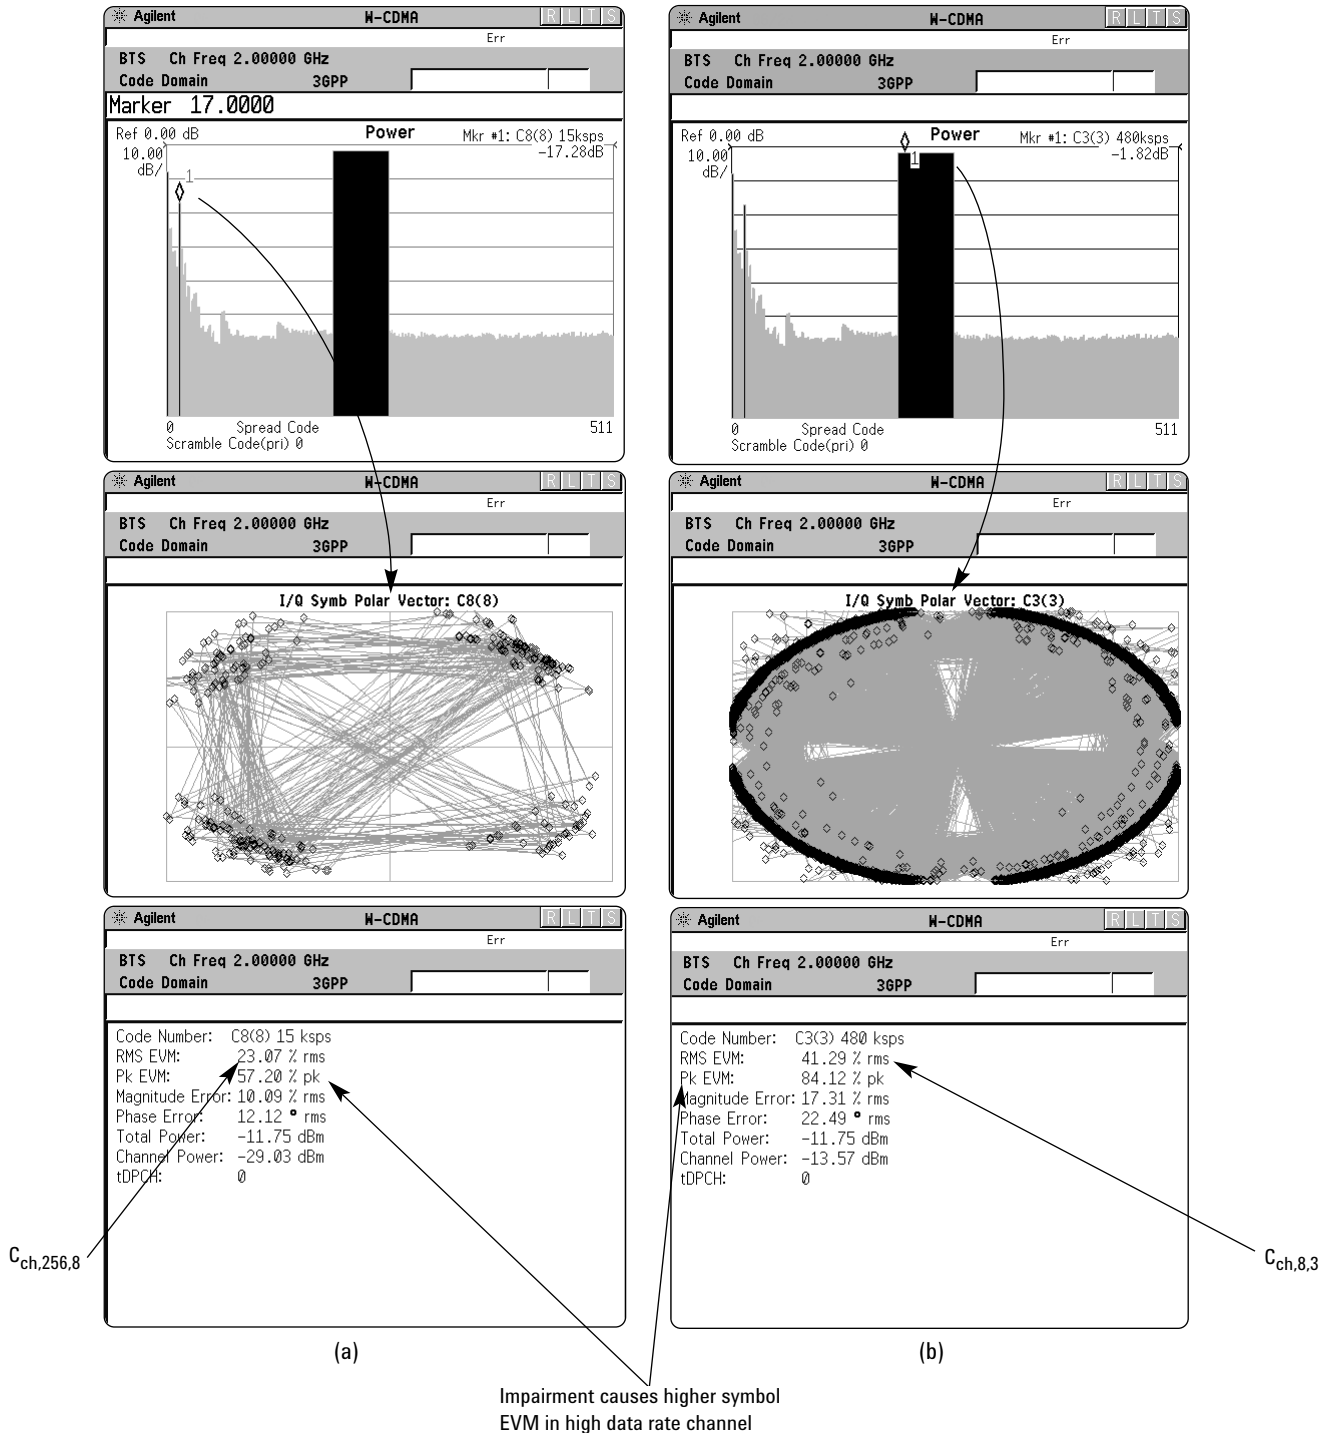 Agilent W-CDMA R L T S
Err
BTS Ch Freq 2.00000 GHz
Code Domain 3GPP
Marker 17.0000
Ref 0.00 dB Power Mkr #1: C8(8) 15ksps
10.00 -17.28dB
dB/
1
0 Spread Code 511
Scramble Code(pri) 0
Agilent W-CDMA R L T S
Err
BTS Ch Freq 2.00000 GHz
Code Domain 3GPP
I/Q Symb Polar Vector: C8(8)
Agilent W-CDMA R L T S
Err
BTS Ch Freq 2.00000 GHz
Code Domain 3GPP
Code Number: C8(8) 15 ksps
RMS EVM: 23.07 % rms
Pk EVM: 57.20 % pk
Magnitude Error: 10.09 % rms
Phase Error: 12.12 ° rms
Total Power: -11.75 dBm
Channel Power: -29.03 dBm
tDPCH: 0
C ch,256,8
(a)
Agilent W-CDMA R L T S
Err
BTS Ch Freq 2.00000 GHz
Code Domain 3GPP
Ref 0.00 dB Power Mkr #1: C3(3) 480ksps
10.00 -1.82dB
dB/
1
0 Spread Code 511
Scramble Code(pri) 0
Agilent W-CDMA R L T S
Err
BTS Ch Freq 2.00000 GHz
Code Domain 3GPP
I/Q Symb Polar Vector: C3(3)
Agilent W-CDMA R L T S
Err
BTS Ch Freq 2.00000 GHz
Code Domain 3GPP
Code Number: C3(3) 480 ksps
RMS EVM: 41.29 % rms
Pk EVM: 84.12 % pk
Magnitude Error: 17.31 % rms
Phase Error: 22.49 ° rms
Total Power: -11.75 dBm
Channel Power: -13.57 dBm
tDPCH: 0
C ch,8,3
(b)
Impairment causes higher symbol
EVM in high data rate channel